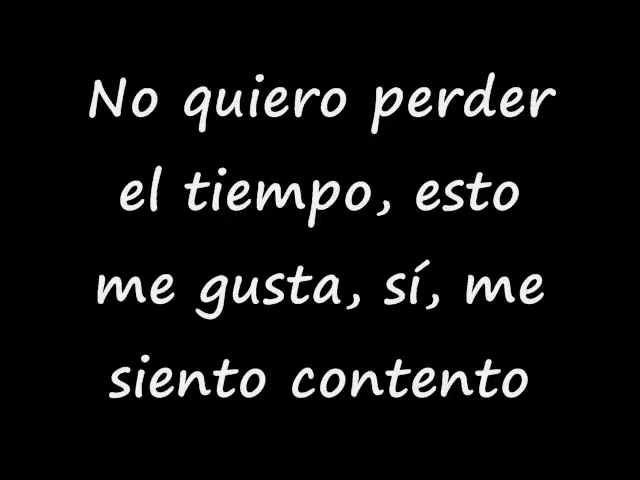 No quiero perder
el tiempo, esto
me gusta, sí, me
siento contento